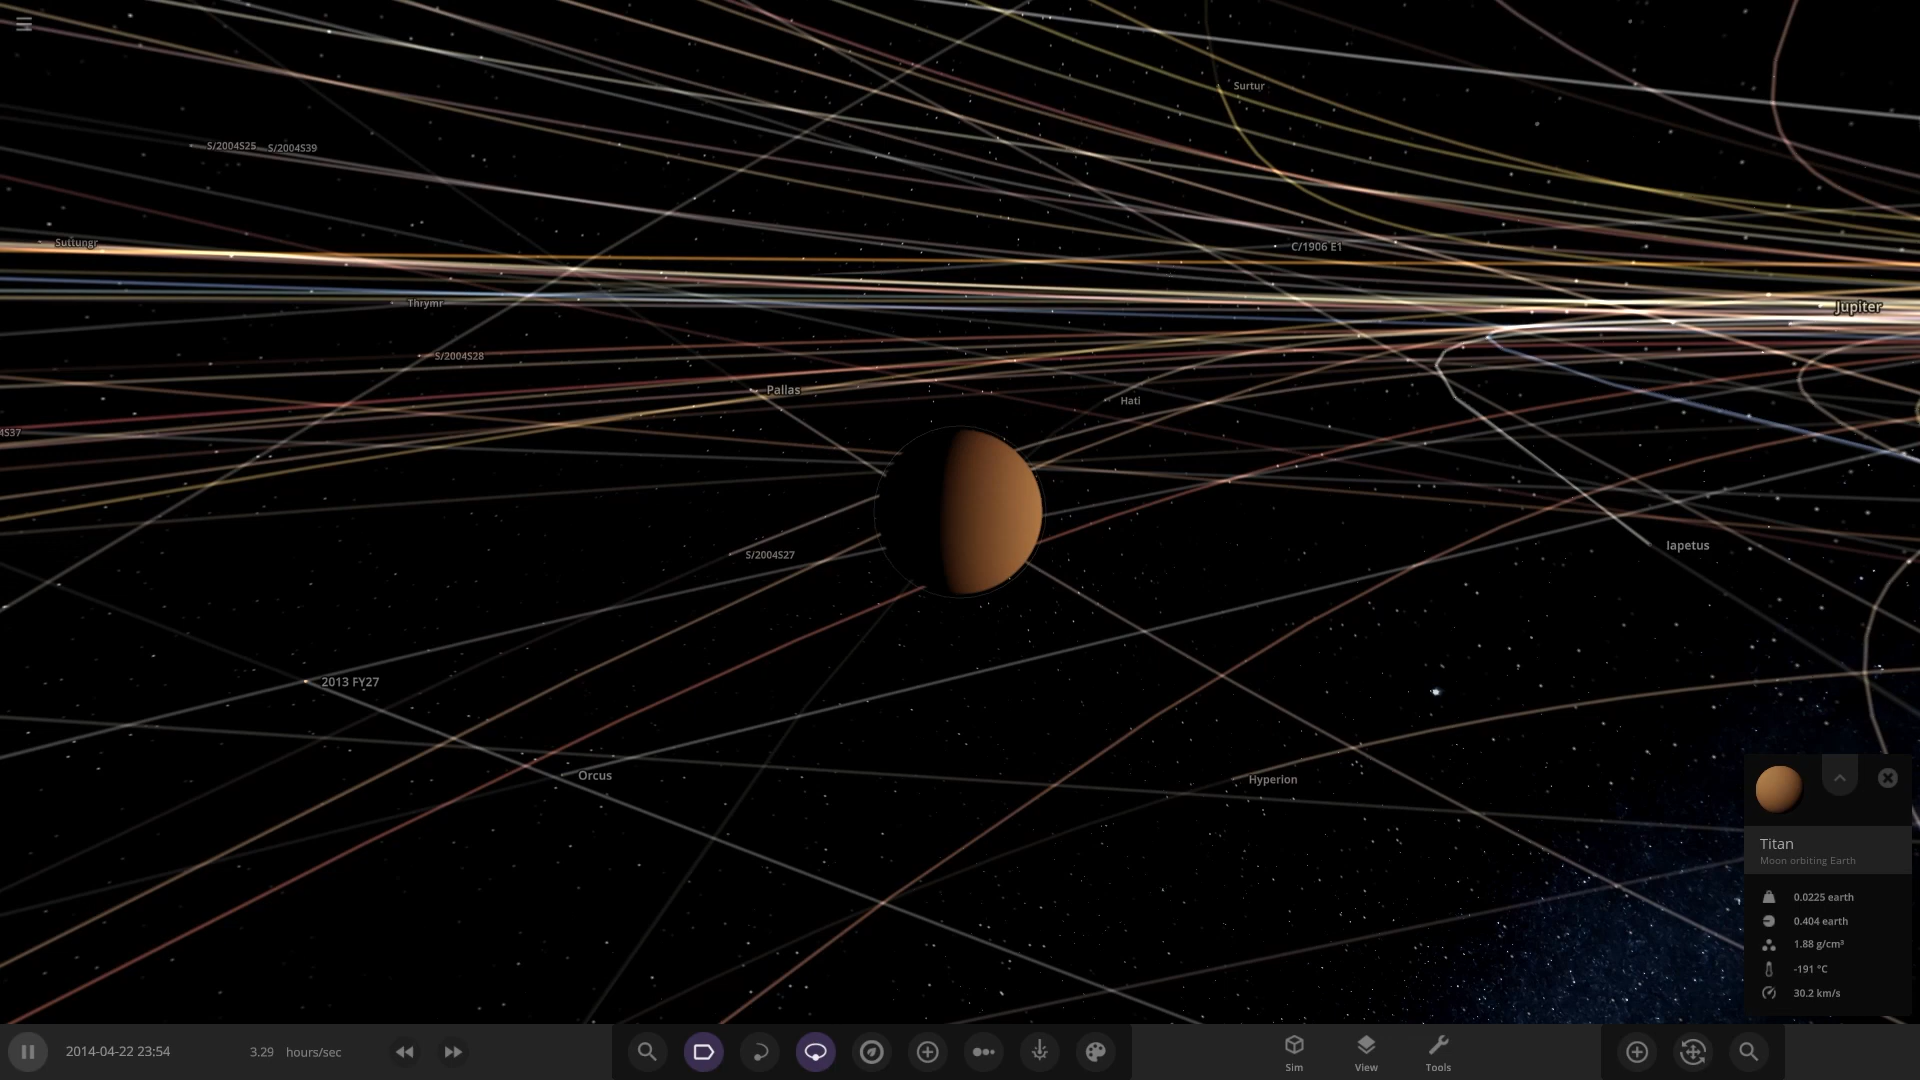 Surtur
S/2004S25
S/2004S39
Suttungr
C/1906 E1
Thrymr
Jupiter
S/2004S28
Pallas
Hati
4S37
S/2004S27
Iapetus
2013 FY27
Orcus
Hyperion
Titan
Moon orbiting Earth
0.0225 earth
0.404 earth
1.88 g/cm³
-191 °C
30.2 km/s
2014-04-22 23:54
3.29 hours/sec
Sim
View
Tools